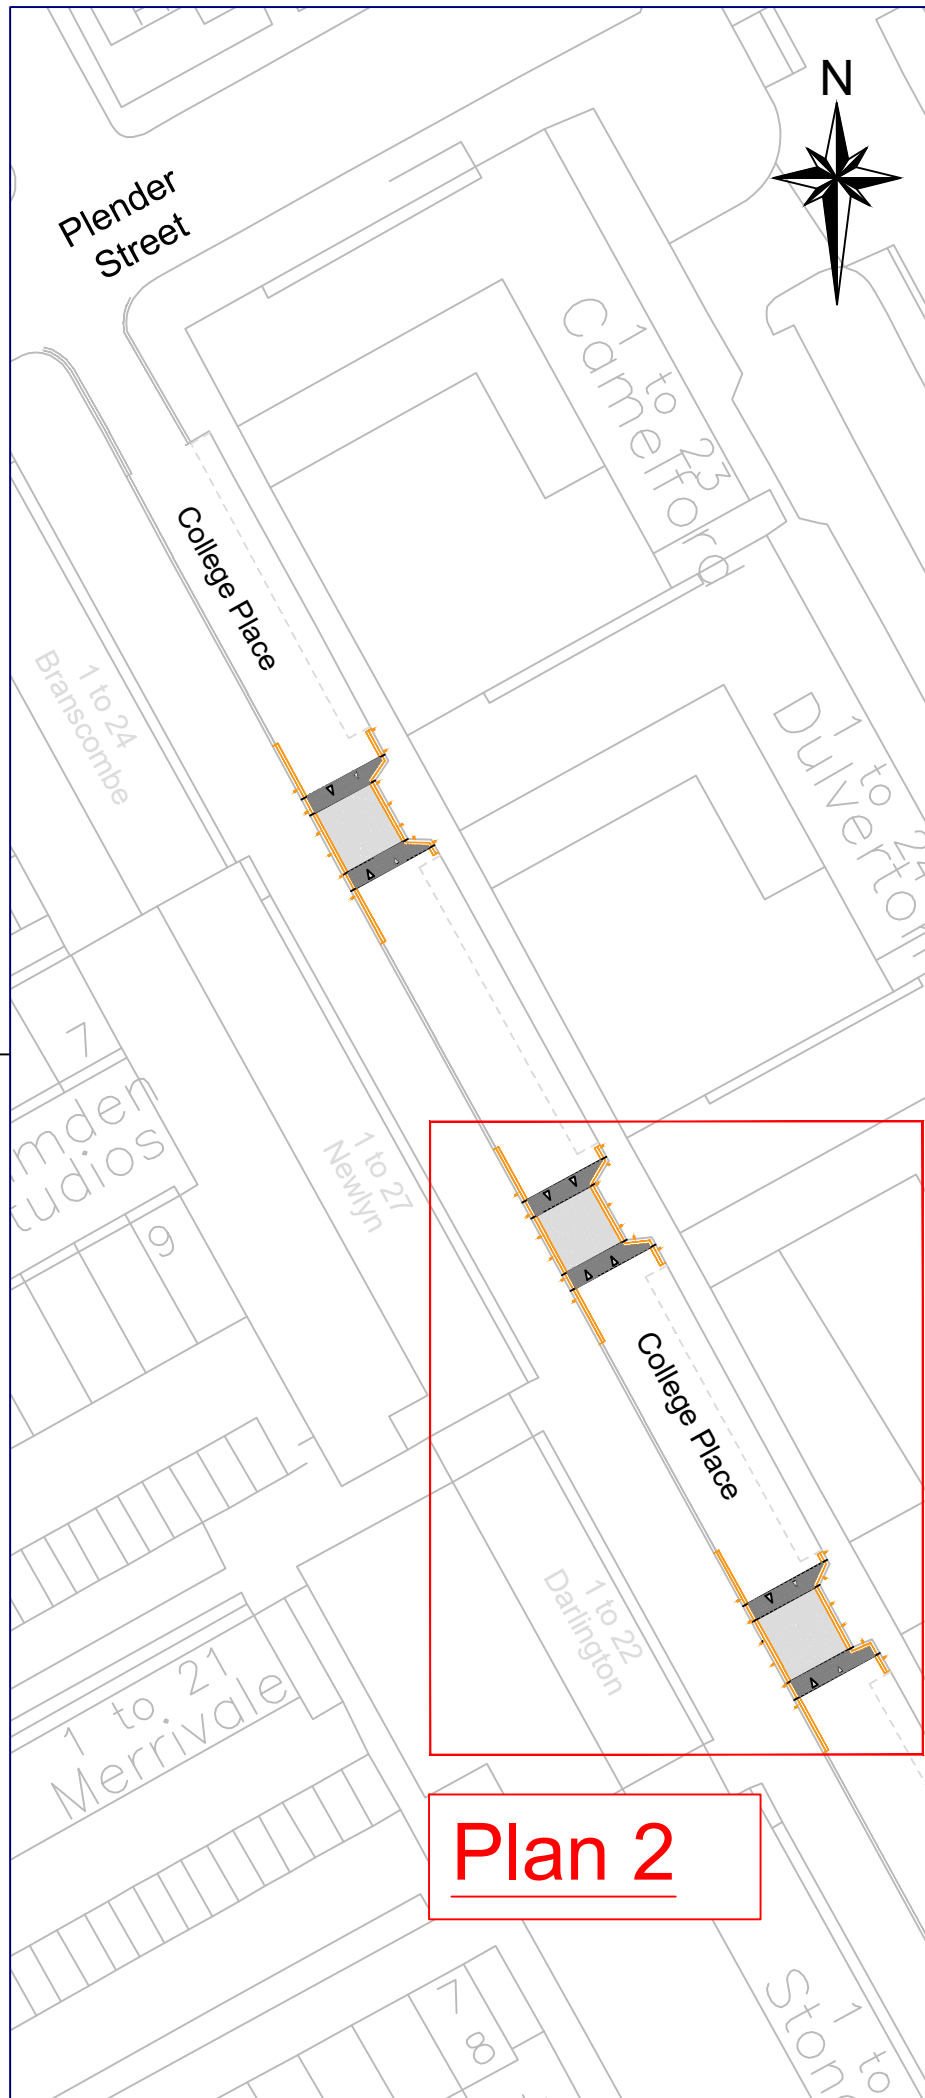 N
Plender
Street
1 to 23
Camelford
College Place
1 to 24
Branscombe
1 to 24
Dulverton
7
mden
tudios
9
1 to 27
Newlyn
College Place
1 to 22
Darlington
1 to 21
Merrivale
Plan 2
7
8
1 to
Ston